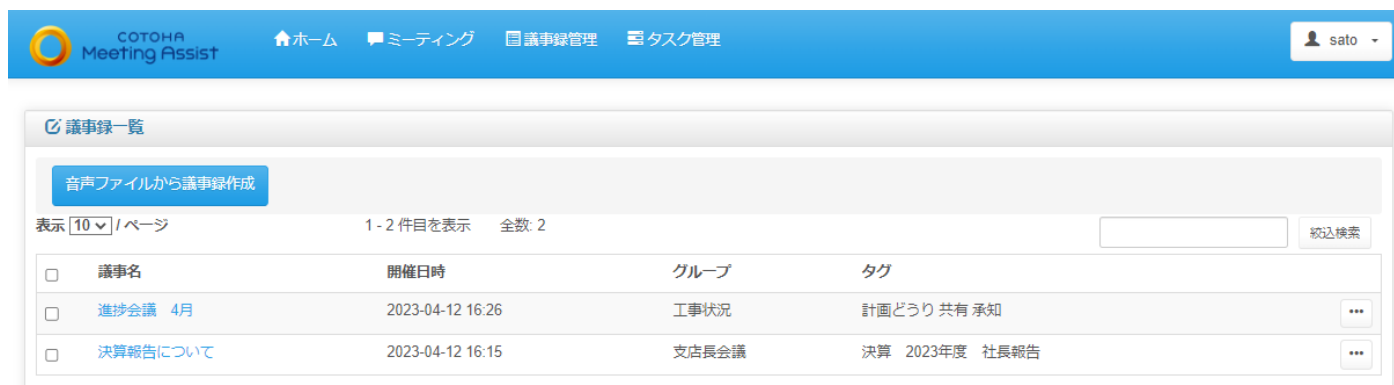 COTOHA
Meeting Assist
ホーム ミーティング 議事録管理 タスク管理 sato
議事録一覧
音声ファイルから議事録作成
表示 10 / ページ 1 - 2 件目を表示 全数: 2 絞込検索
議事名 開催日時 グループ タグ
進捗会議　4月 2023-04-12 16:26 工事状況 計画どうり 共有 承知 •••
決算報告について 2023-04-12 16:15 支店長会議 決算　2023年度　社長報告 •••